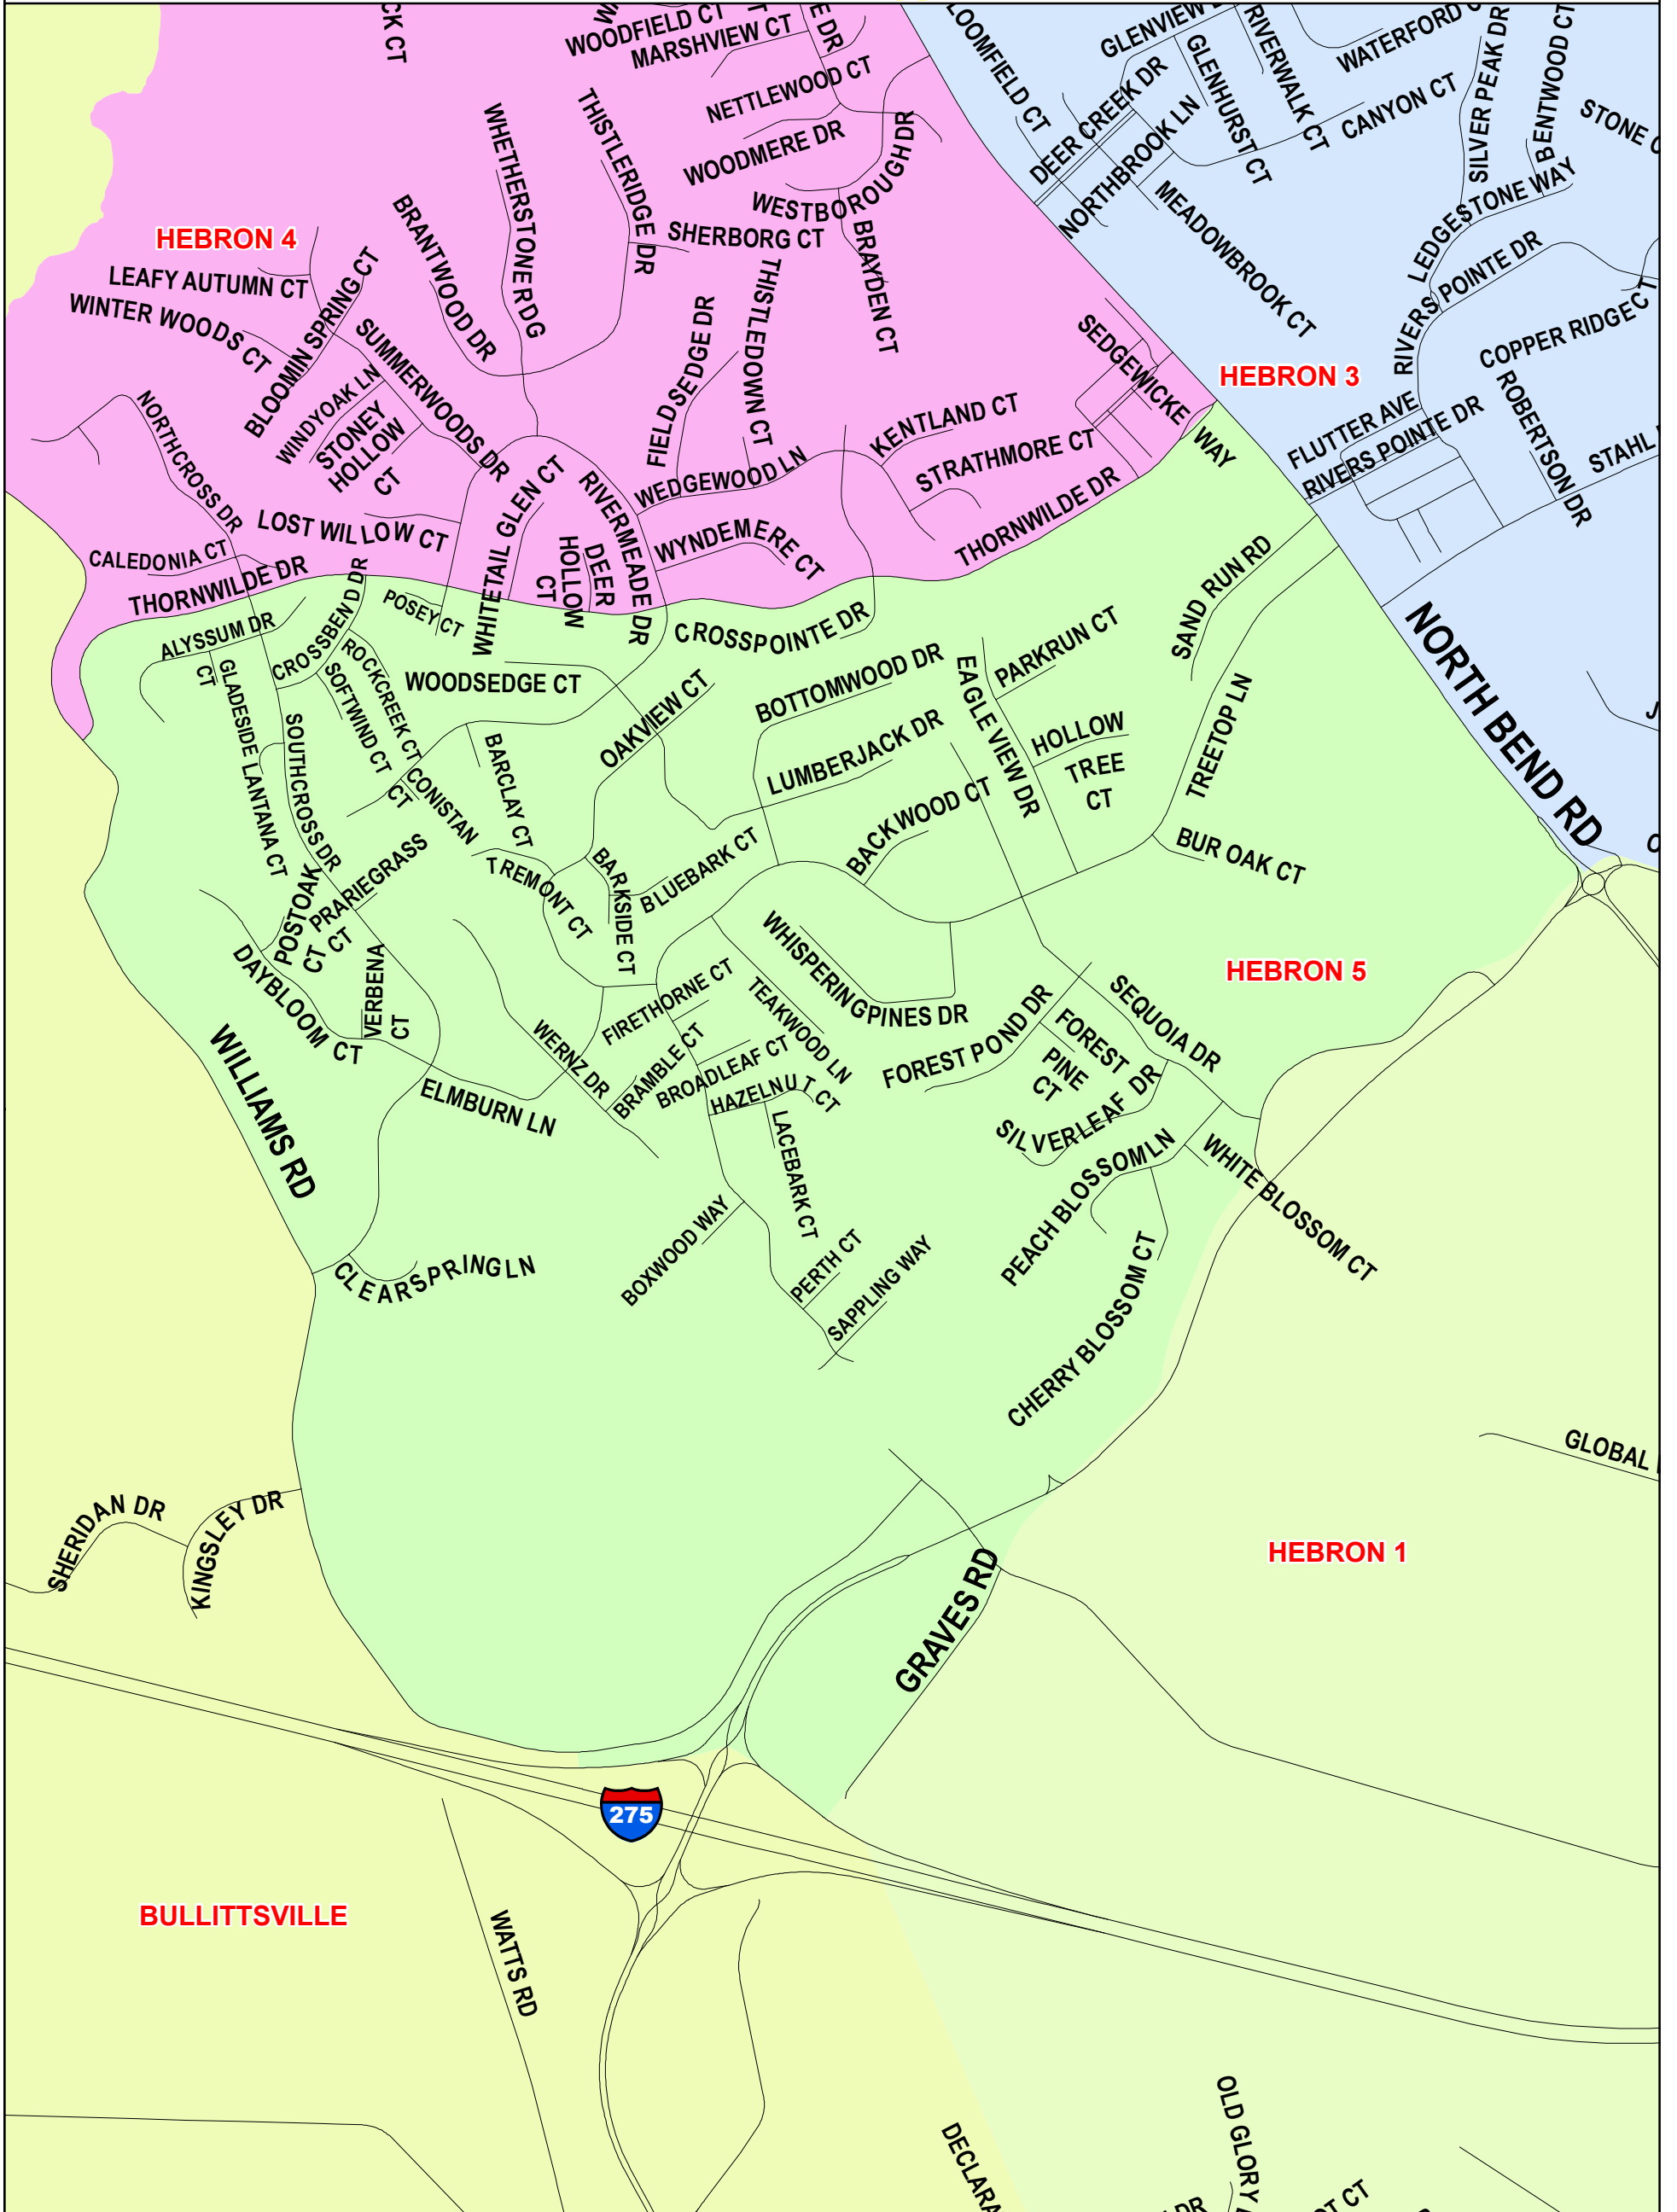 WOODFIELD CT
MARSHVIEW CT
NETTLEWOOD CT
WOODMERE DR
WESTBOROUGH DR
SHERBORG CT
BRAYDEN CT
THISTLERIDGE DR
WHETHERSTONE RDG
BRANTWOOD DR
HEBRON 4
LEAFY AUTUMN CT
WINTER WOODS CT
BLOOMIN SPRING CT
SUMMERWOODS DR
WINDYOAK LN
STONEY
HOLLOW
CT
NORTHCROSS DR
LOST WILLOW CT
CALEDONIA CT
THORNWILDE DR
FIELDSEDGE DR
THISTLEDOWN CT
WEDGEWOOD LN
KENTLAND CT
STRATHMORE CT
THORNWILDE DR
SEDGEWICKE WAY
WHITETAIL GLEN CT
RIVERMEADE DR
DEER
HOLLOW
CT
WYNDEMERE CT
GLENVIEW
DEER CREEK DR
NORTHBROOK LN
GLENHURST CT
RIVERWALK CT
CANYON CT
MEADOWBROOK CT
SILVER PEAK DR
BENTWOOD CT
LEDGESTONE WAY
RIVERS POINTE DR
COPPER RIDGE CT
HEBRON 3
FLUTTER AVE
RIVERS POINTE DR
ROBERTSON DR
STAHL
NORTH BEND RD
ALYSSUM DR
CROSSBEND DR
POSEY CT
GLADESIDE
CT
LANTANA CT
SOUTHCROSS DR
SOFTWIND CT
ROCKCREEK CT
WOODSEDGE CT
CROSSPOINTE DR
OAKVIEW CT
BARCLAY CT
CONISTAN
CT
BOTTOMWOOD DR
LUMBERJACK DR
EAGLE VIEW DR
PARKRUN CT
HOLLOW
TREE
CT
SAND RUN RD
TREETOP LN
BUR OAK CT
BACKWOOD CT
BLUEBARK CT
BARKSIDE CT
TREMONT CT
PRARIEGRASS
CT
POSTOAK
CT
VERBENA
CT
DAYBLOOM CT
WILLIAMS RD
ELMBURN LN
WERNZ DR
FIRETHORNE CT
BRAMBLE CT
BROADLEAF CT
HAZELNUT CT
TEAKWOOD LN
WHISPERINGPINES DR
FOREST POND DR
FOREST
PINE
CT
SEQUOIA DR
SILVERLEAF DR
HEBRON 5
PEACH BLOSSOM LN
WHITE BLOSSOM CT
CHERRY BLOSSOM CT
LACEBARK CT
BOXWOOD WAY
PERTH CT
SAPPLING WAY
CLEARSPRING LN
SHERIDAN DR
KINGSLEY DR
GLOBAL
HEBRON 1
GRAVES RD
275
BULLITTSVILLE
WATTS RD
OLD GLORY